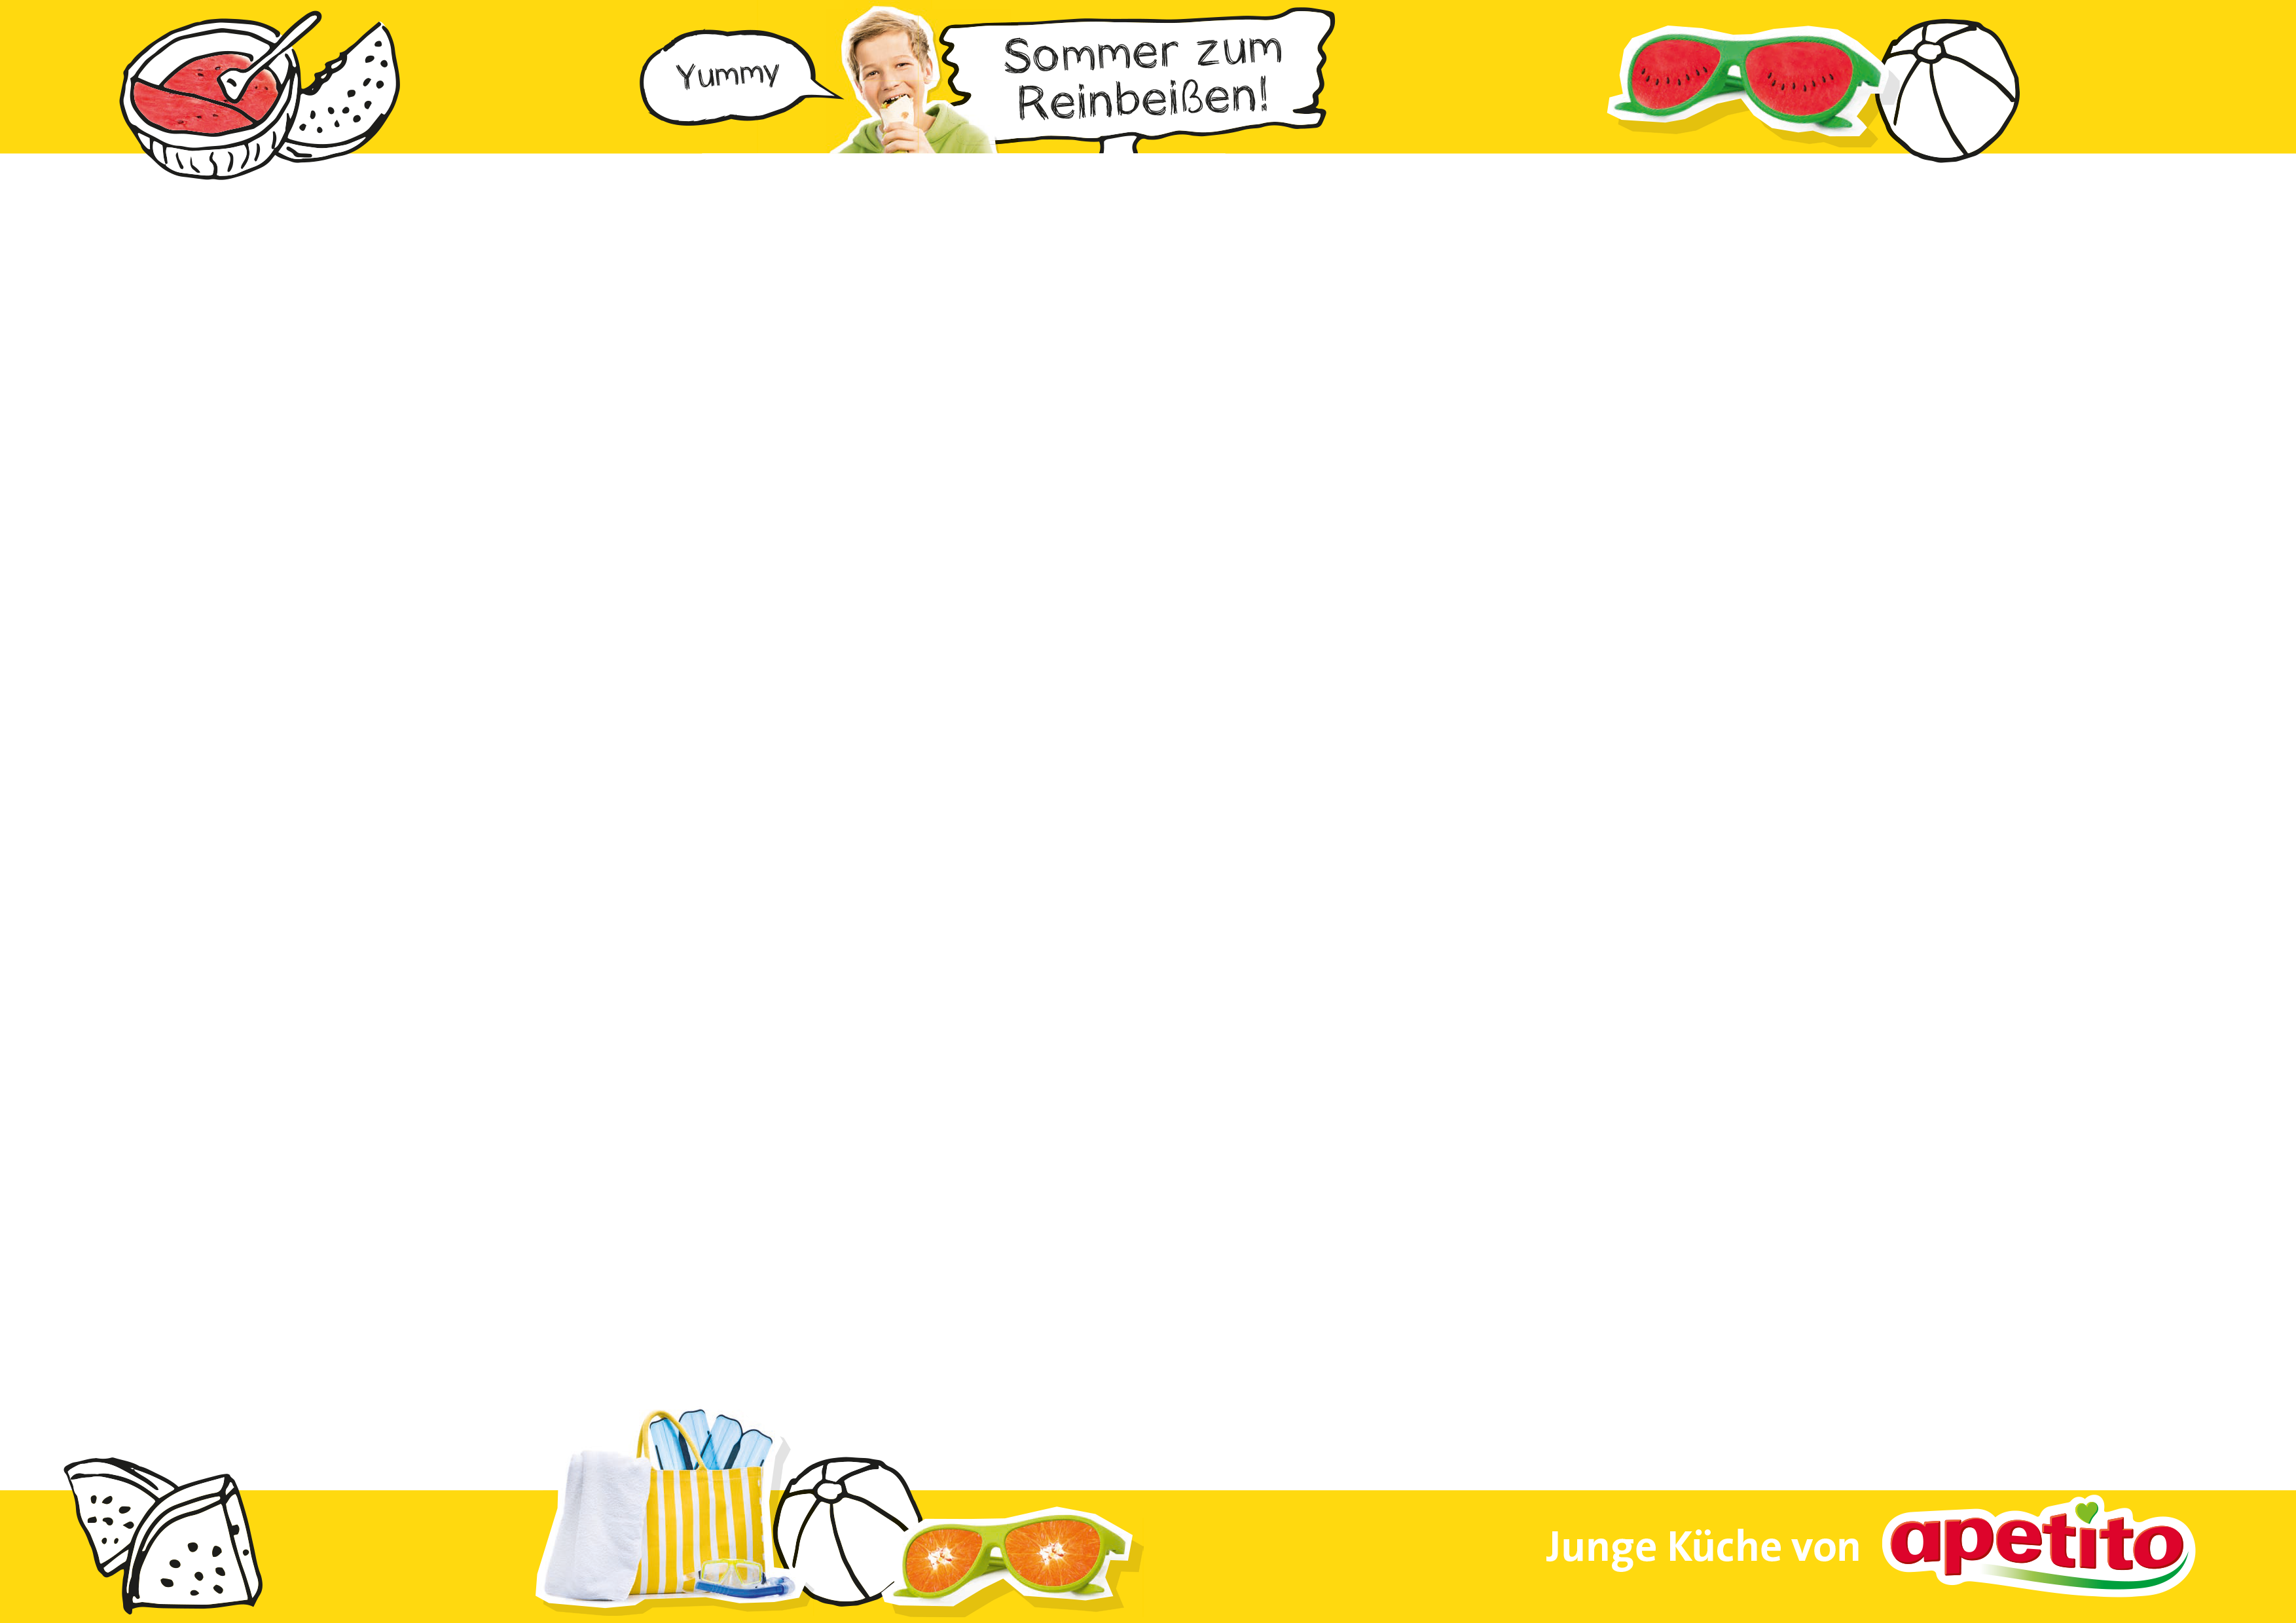 Yummy
Sommer zum
Reinbeißen!
Junge Küche von
apetito